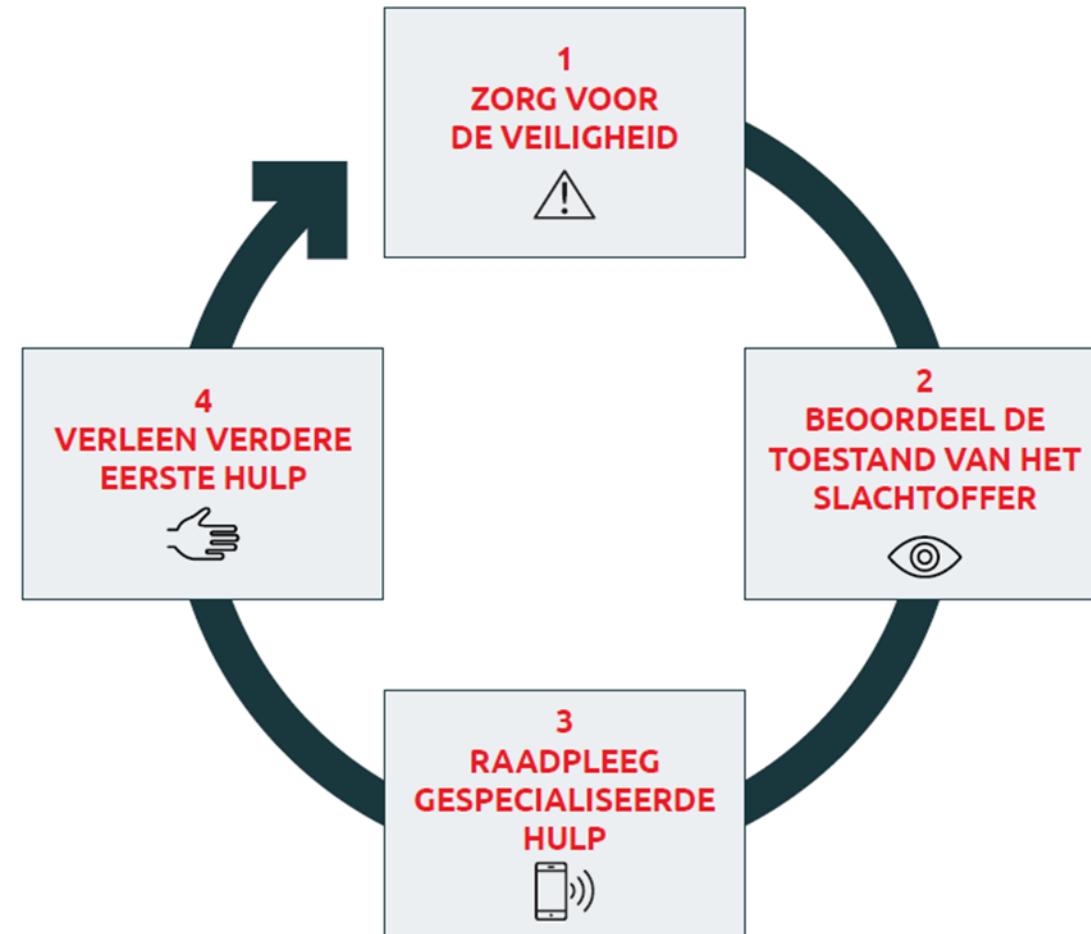 1
ZORG VOOR
DE VEILIGHEID
2
BEOORDEEL DE
TOESTAND VAN HET
SLACHTOFFER
3
RAADPLEEG
GESPECIALISEERDE
HULP
4
VERLEEN VERDERE
EERSTE HULP